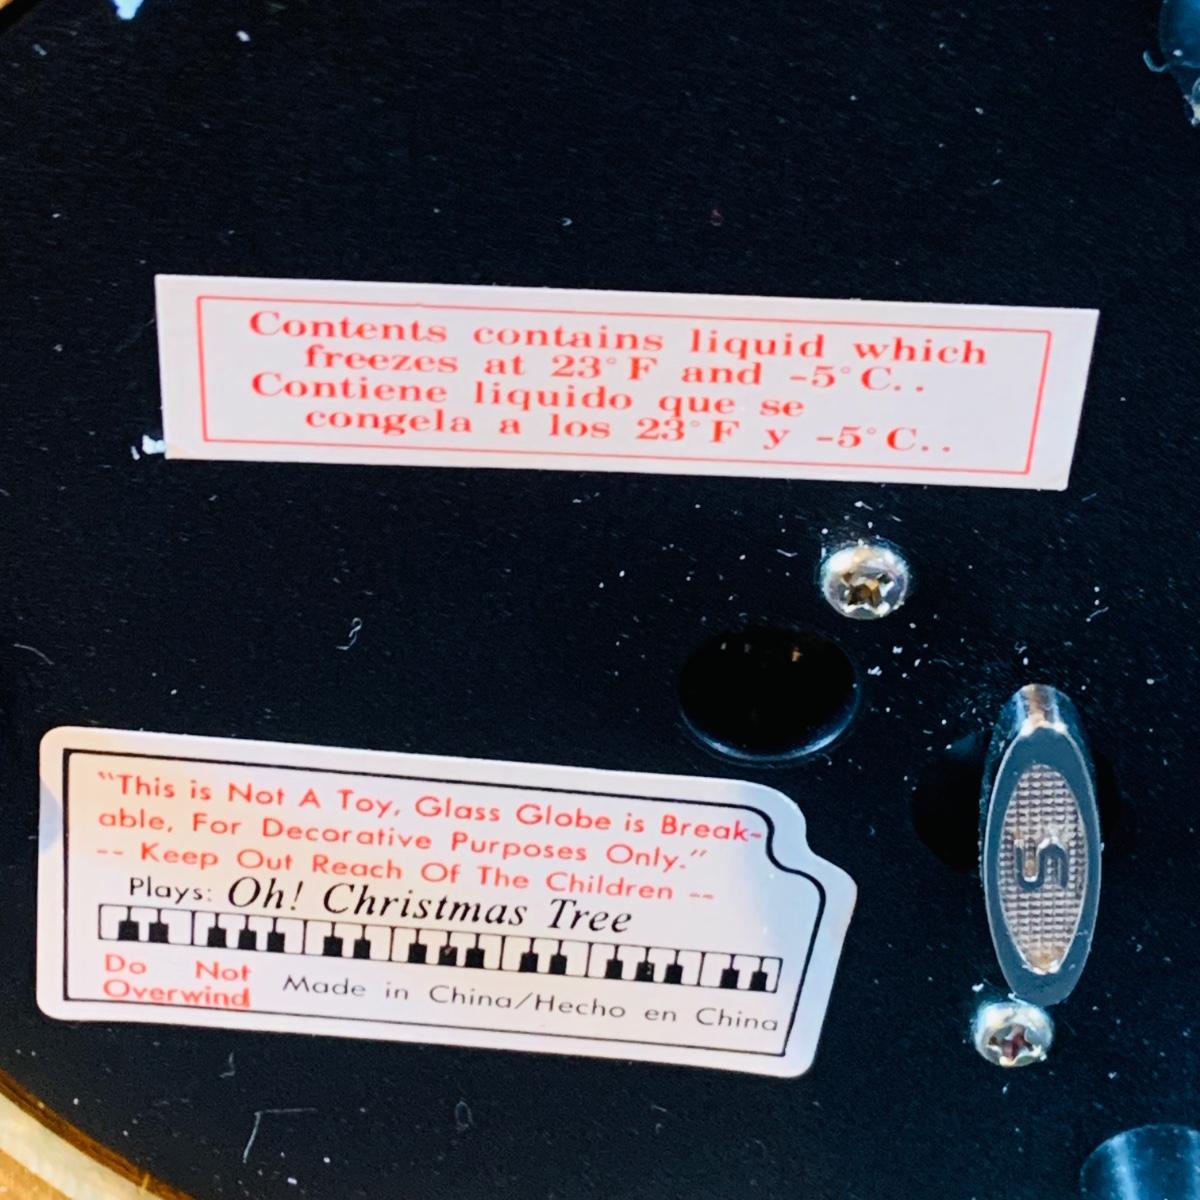 Contents contains liquid which
freezes at 23°F and -5°C..
Contiene liquido que se
congela a los 23°F y -5°C..
"This is Not A Toy, Glass Globe is Break-
able, For Decorative Purposes Only."
-- Keep Out Reach Of The Children --
Plays: Oh! Christmas Tree
Do Not
Overwind
Made in China/Hecho en China